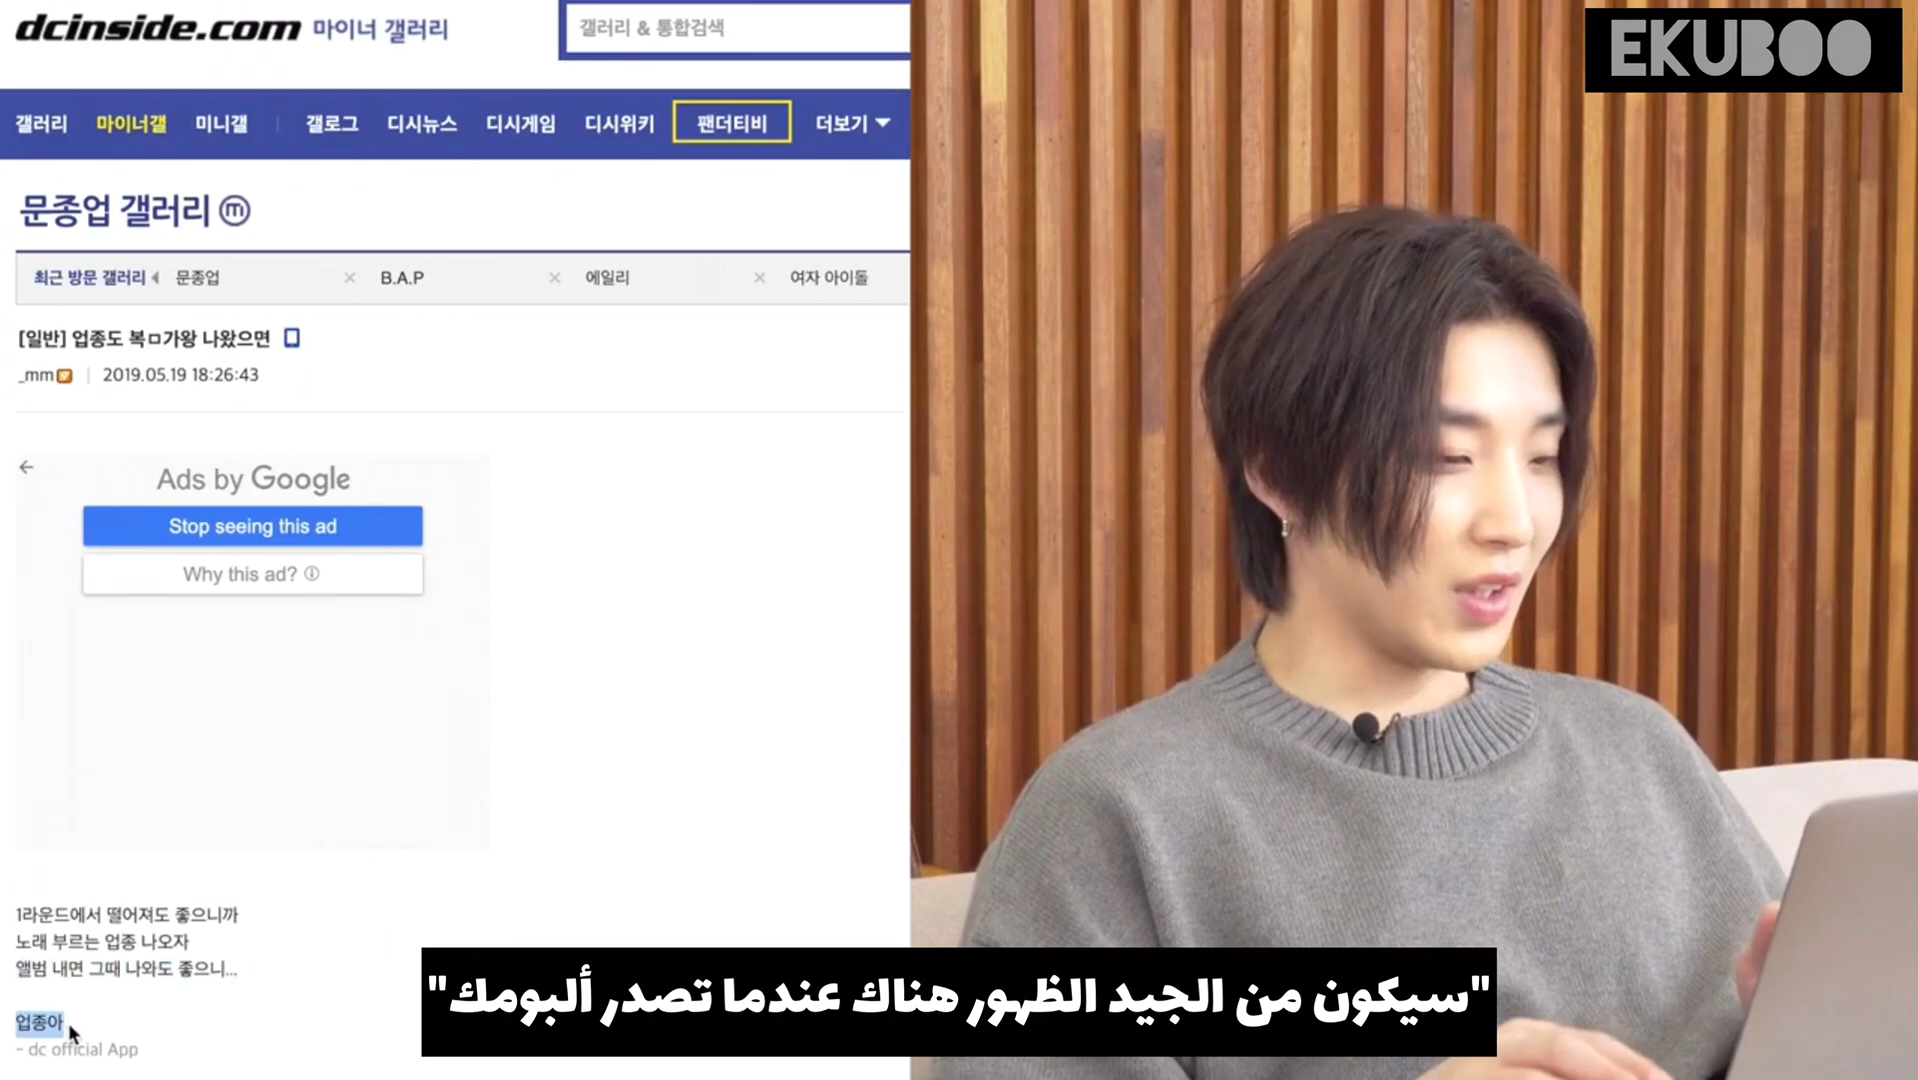 dcinside.com 마이너 갤러리
갤러리 & 통합검색
EKUBOO
갤러리 마이너갤 미니갤 | 갤로그 디시뉴스 디시게임 디시위키 팬더티비 더보기
문종업 갤러리 ⓜ
최근 방문 갤러리 문종업 × B.A.P × 에일리 × 여자 아이돌
[일반] 업종도 복ㅁ가왕 나왔으면
_mm | 2019.05.19 18:26:43
Ads by Google
Stop seeing this ad
Why this ad?
1라운드에서 떨어져도 좋으니까
노래 부르는 업종 나오자
앨범 내면 그때 나와도 좋으니...
"سيكون من الجيد الظهور هناك عندما تصدر ألبومك"
업종아
- dc official App